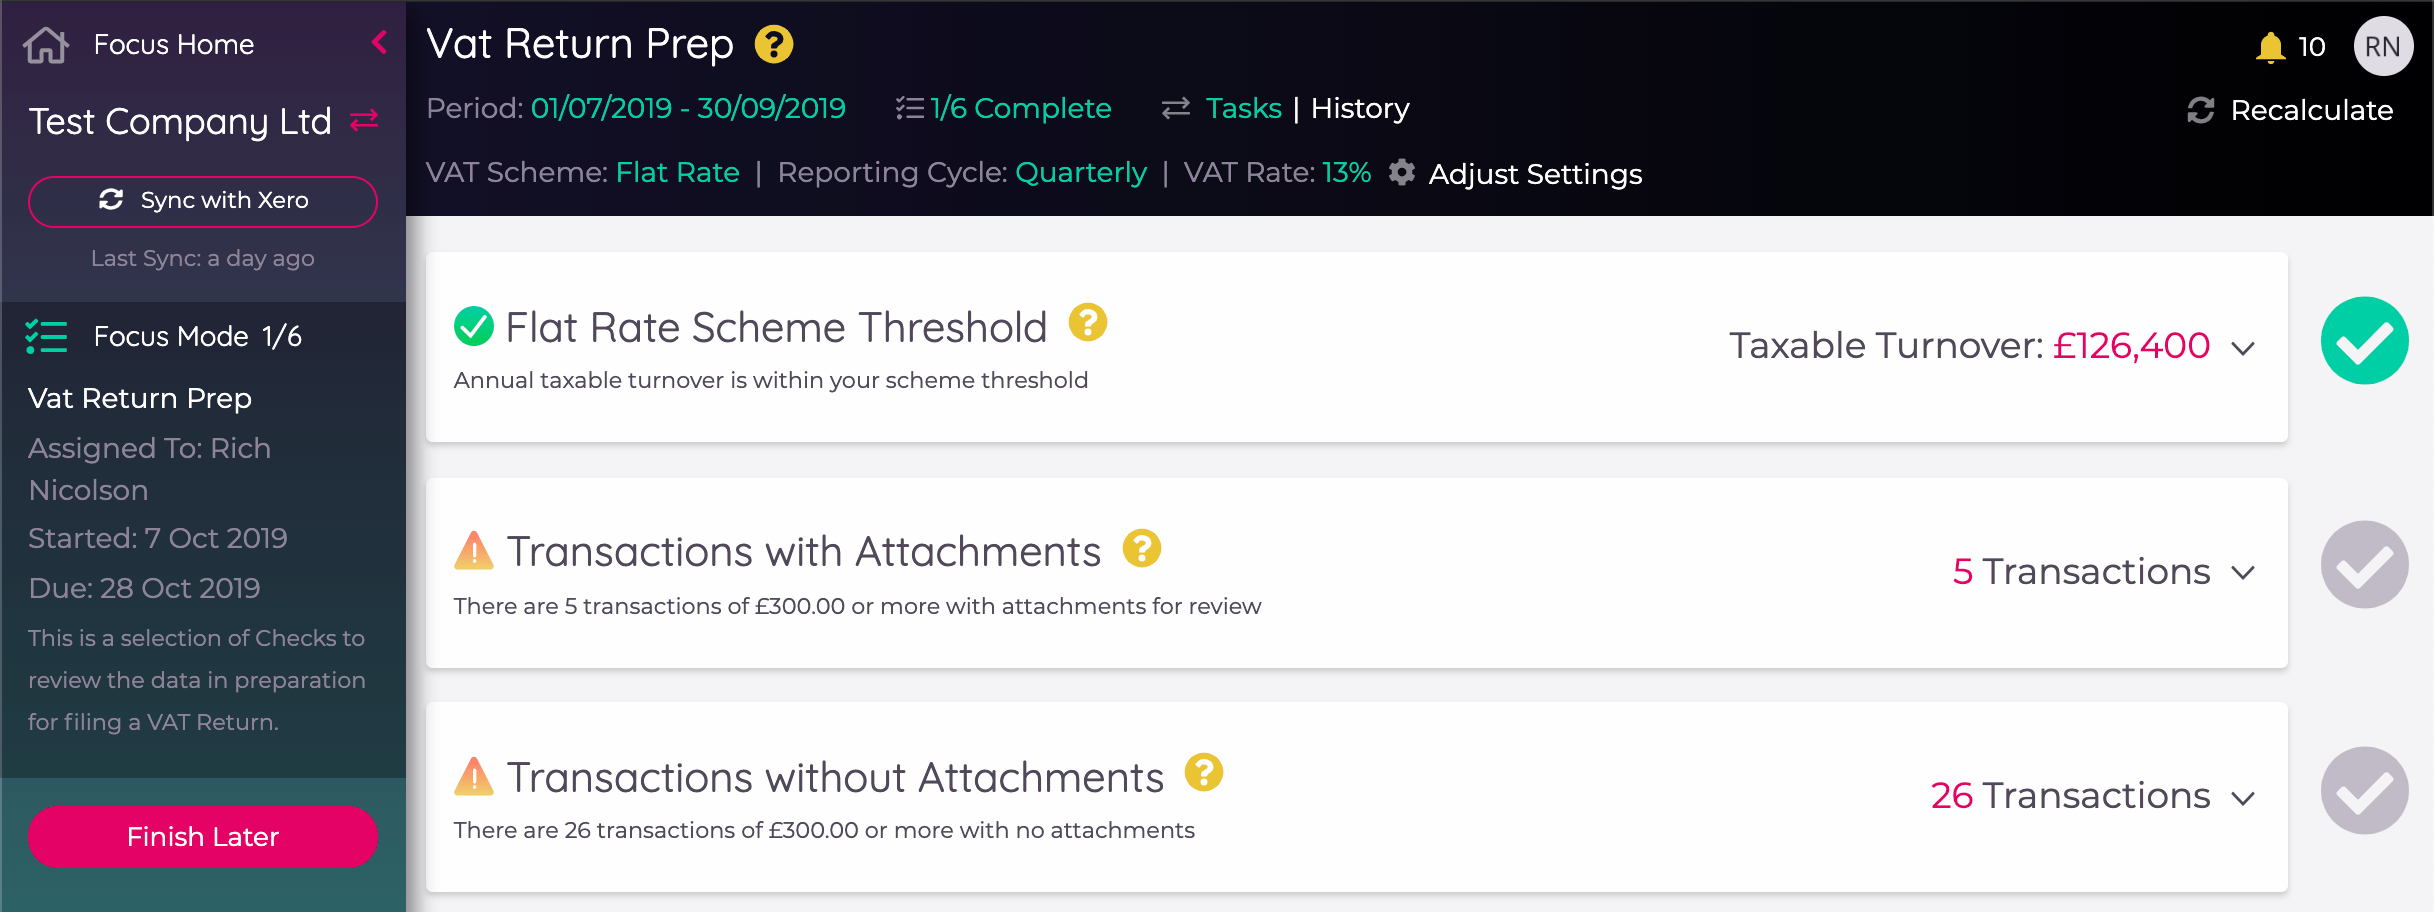 Focus Home
Test Company Ltd
Sync with Xero
Last Sync: a day ago
Focus Mode 1/6
Vat Return Prep
Assigned To: Rich
Nicolson
Started: 7 Oct 2019
Due: 28 Oct 2019
This is a selection of Checks to
review the data in preparation
for filing a VAT Return.
Finish Later
Vat Return Prep ?
10 RN
Period: 01/07/2019 - 30/09/2019 1/6 Complete Tasks | History
Recalculate
VAT Scheme: Flat Rate | Reporting Cycle: Quarterly | VAT Rate: 13% Adjust Settings
Flat Rate Scheme Threshold ?
Annual taxable turnover is within your scheme threshold
Taxable Turnover: £126,400
! Transactions with Attachments ?
There are 5 transactions of £300.00 or more with attachments for review
5 Transactions
! Transactions without Attachments ?
There are 26 transactions of £300.00 or more with no attachments
26 Transactions